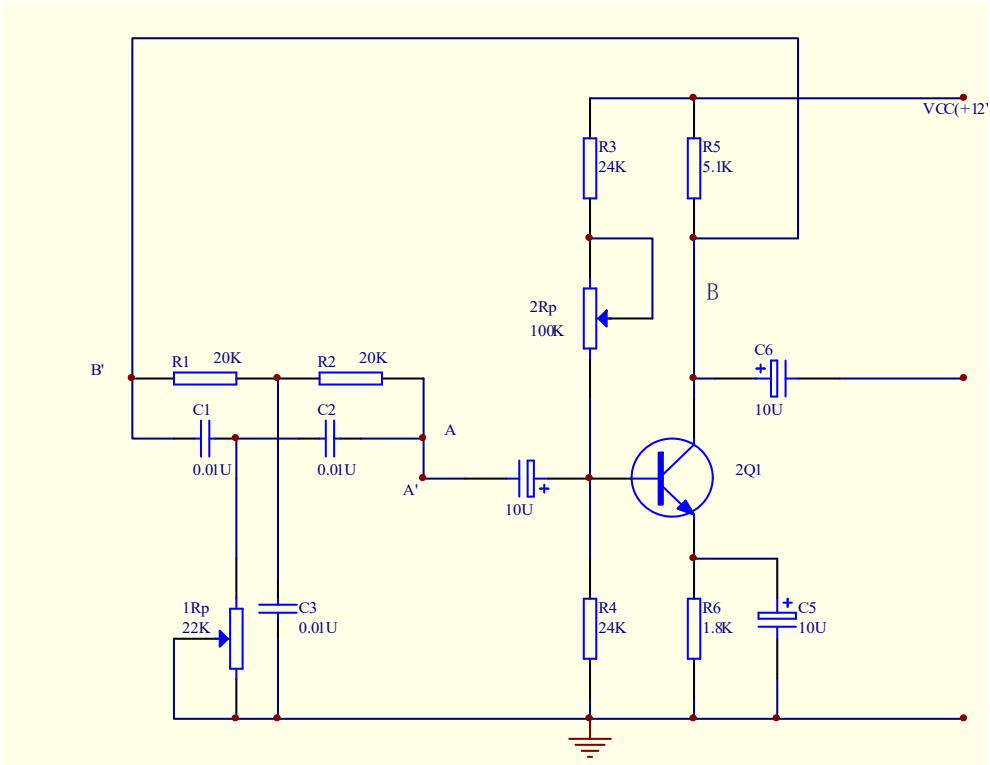 VCC(+12V
R3
24K
R5
5.1K
B
2Rp
100K
C6
10U
B'
R1
20K
R2
20K
C1
0.01U
C2
0.01U
A
A'
10U
2Q1
1Rp
22K
C3
0.01U
R4
24K
R6
1.8K
C5
10U